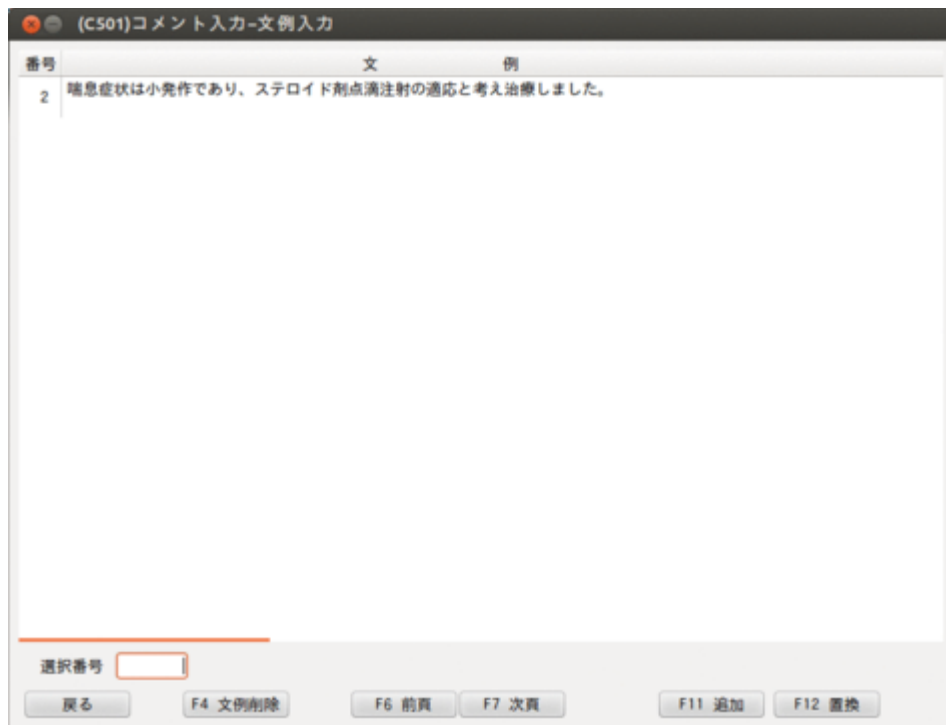 (C501)コメント入力-文例入力
番号 文 例
2 喘息症状は小発作であり、ステロイド剤点滴注射の適応と考え治療しました。
選択番号
戻る F4 文例削除 F6 前頁 F7 次頁 F11 追加 F12 置換